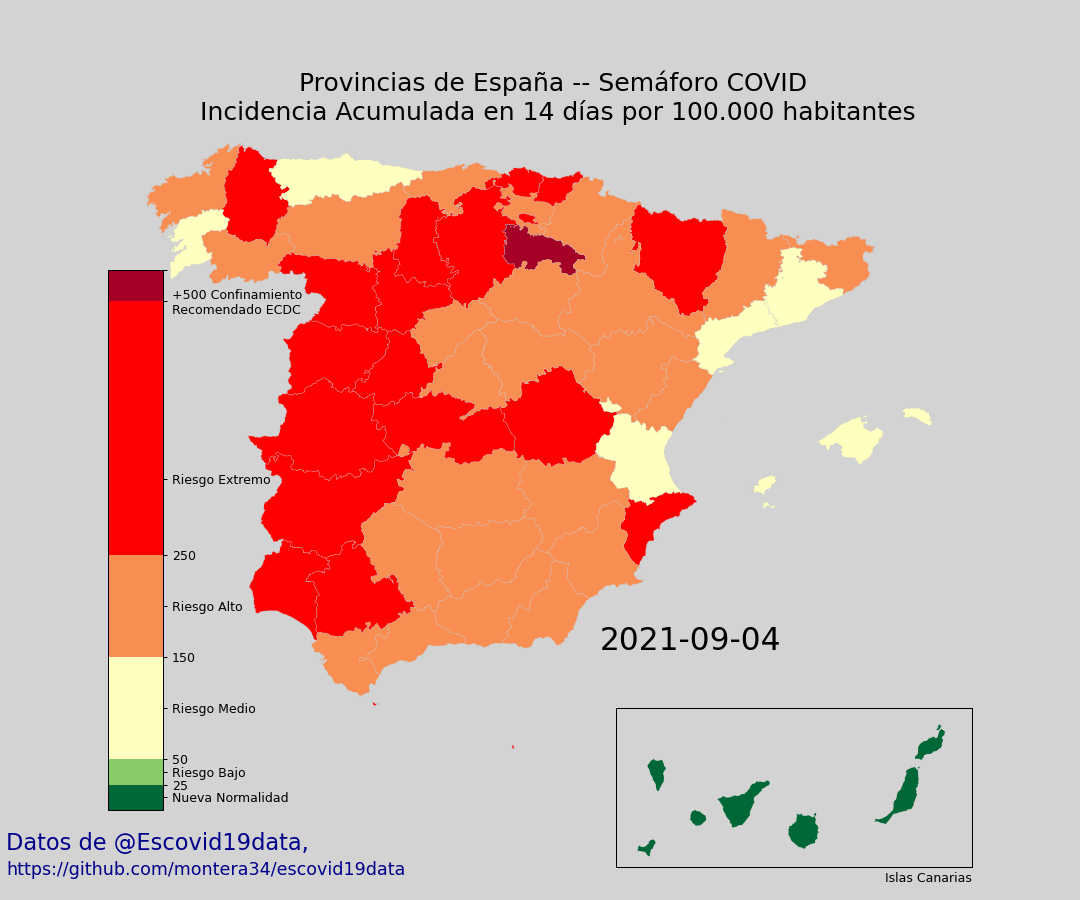 Provincias de España -- Semáforo COVID
Incidencia Acumulada en 14 días por 100.000 habitantes
+500 Confinamiento
Recomendado ECDC
Riesgo Extremo
250
Riesgo Alto
150
Riesgo Medio
50
Riesgo Bajo
25
Nueva Normalidad
2021-09-04
Islas Canarias
Datos de @Escovid19data,
https://github.com/montera34/escovid19data